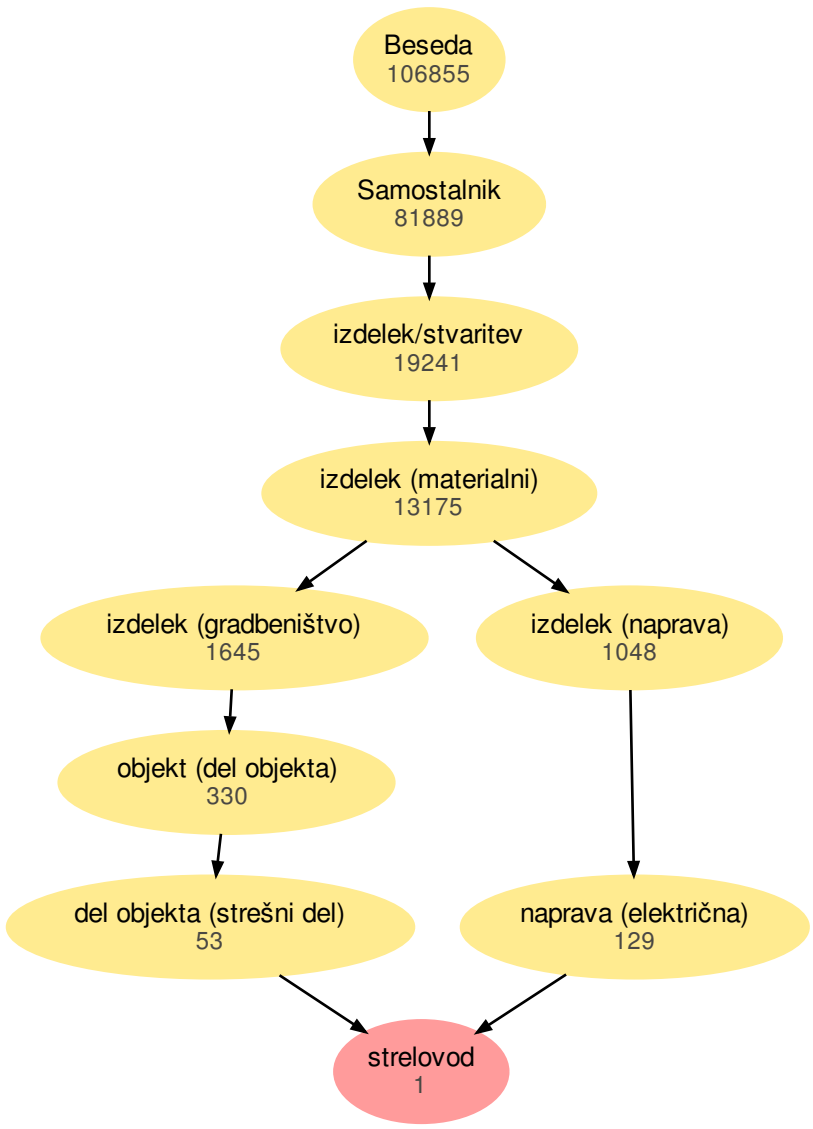 Beseda
106855
Samostalnik
81889
izdelek/stvaritev
19241
izdelek (materialni)
13175
izdelek (gradbeništvo)
1645
izdelek (naprava)
1048
objekt (del objekta)
330
del objekta (strešni del)
53
naprava (električna)
129
strelovod
1